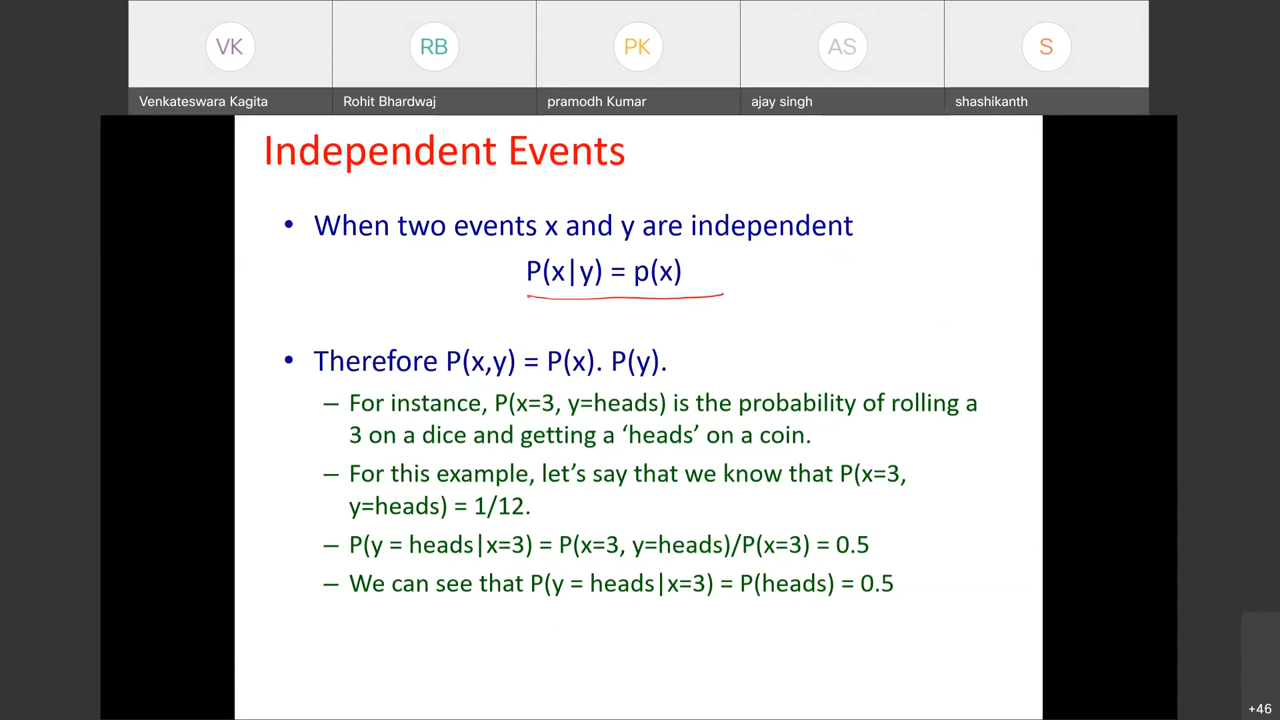 VK RB PK AS S
Venkateswara Kagita Rohit Bhardwaj pramodh Kumar ajay singh shashikanth
Independent Events
• When two events x and y are independent
P(x|y) = p(x)
• Therefore P(x,y) = P(x). P(y).
– For instance, P(x=3, y=heads) is the probability of rolling a
3 on a dice and getting a ‘heads’ on a coin.
– For this example, let’s say that we know that P(x=3,
y=heads) = 1/12.
– P(y = heads|x=3) = P(x=3, y=heads)/P(x=3) = 0.5
– We can see that P(y = heads|x=3) = P(heads) = 0.5
+46